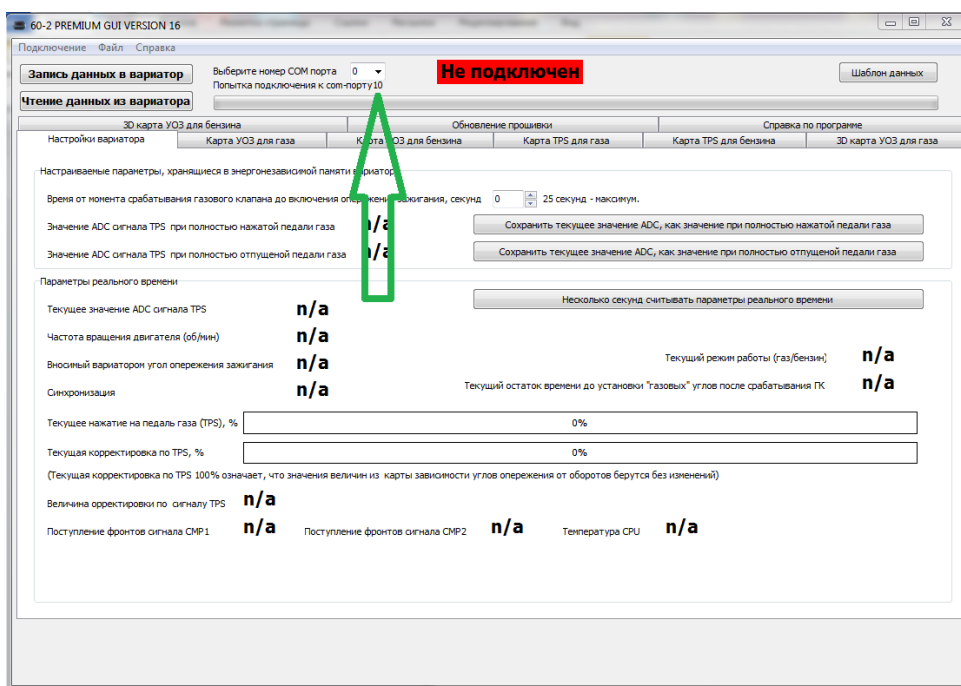 60-2 PREMIUM GUI VERSION 16
Подключение Файл Справка
Запись данных в вариатор
Выберите номер COM порта 0
Не подключен
Шаблон данных
Попытка подключения к com-порту10
Чтение данных из вариатора
3D карта УОЗ для бензина Обновление прошивки Справка по программе
Настройки вариатора Карта УОЗ для газа Карта УОЗ для бензина Карта TPS для газа Карта TPS для бензина 3D карта УОЗ для газа
Настраиваемые параметры, хранящиеся в энергонезависимой памяти вариатора
Время от момента срабатывания газового клапана до включения опережения зажигания, секунд 0 25 секунд - максимум.
Значение ADC сигнала TPS при полностью нажатой педали газа n/a Сохранить текущее значение ADC, как значение при полностью нажатой педали газа
Значение ADC сигнала TPS при полностью отпущеной педали газа n/a Сохранить текущее значение ADC, как значение при полностью отпущеной педали газа
Параметры реального времени
Несколько секунд считывать параметры реального времени
Текущее значение ADC сигнала TPS n/a
Частота вращения двигателя (об/мин) n/a
Вносимый вариатором угол опережения зажигания n/a
Текущий режим работы (газ/бензин) n/a
Синхронизация n/a
Текущий остаток времени до установки "газовых" углов после срабатывания ГК n/a
Текущее нажатие на педаль газа (TPS), % 0%
Текущая корректировка по TPS, % 0%
(Текущая корректировка по TPS 100% означает, что значения величин из карты зависимости углов опережения от оборотов берутся без изменений)
Величина орректировки по сигналу TPS n/a
Поступление фронтов сигнала CMP1 n/a Поступление фронтов сигнала CMP2 n/a Температура CPU n/a